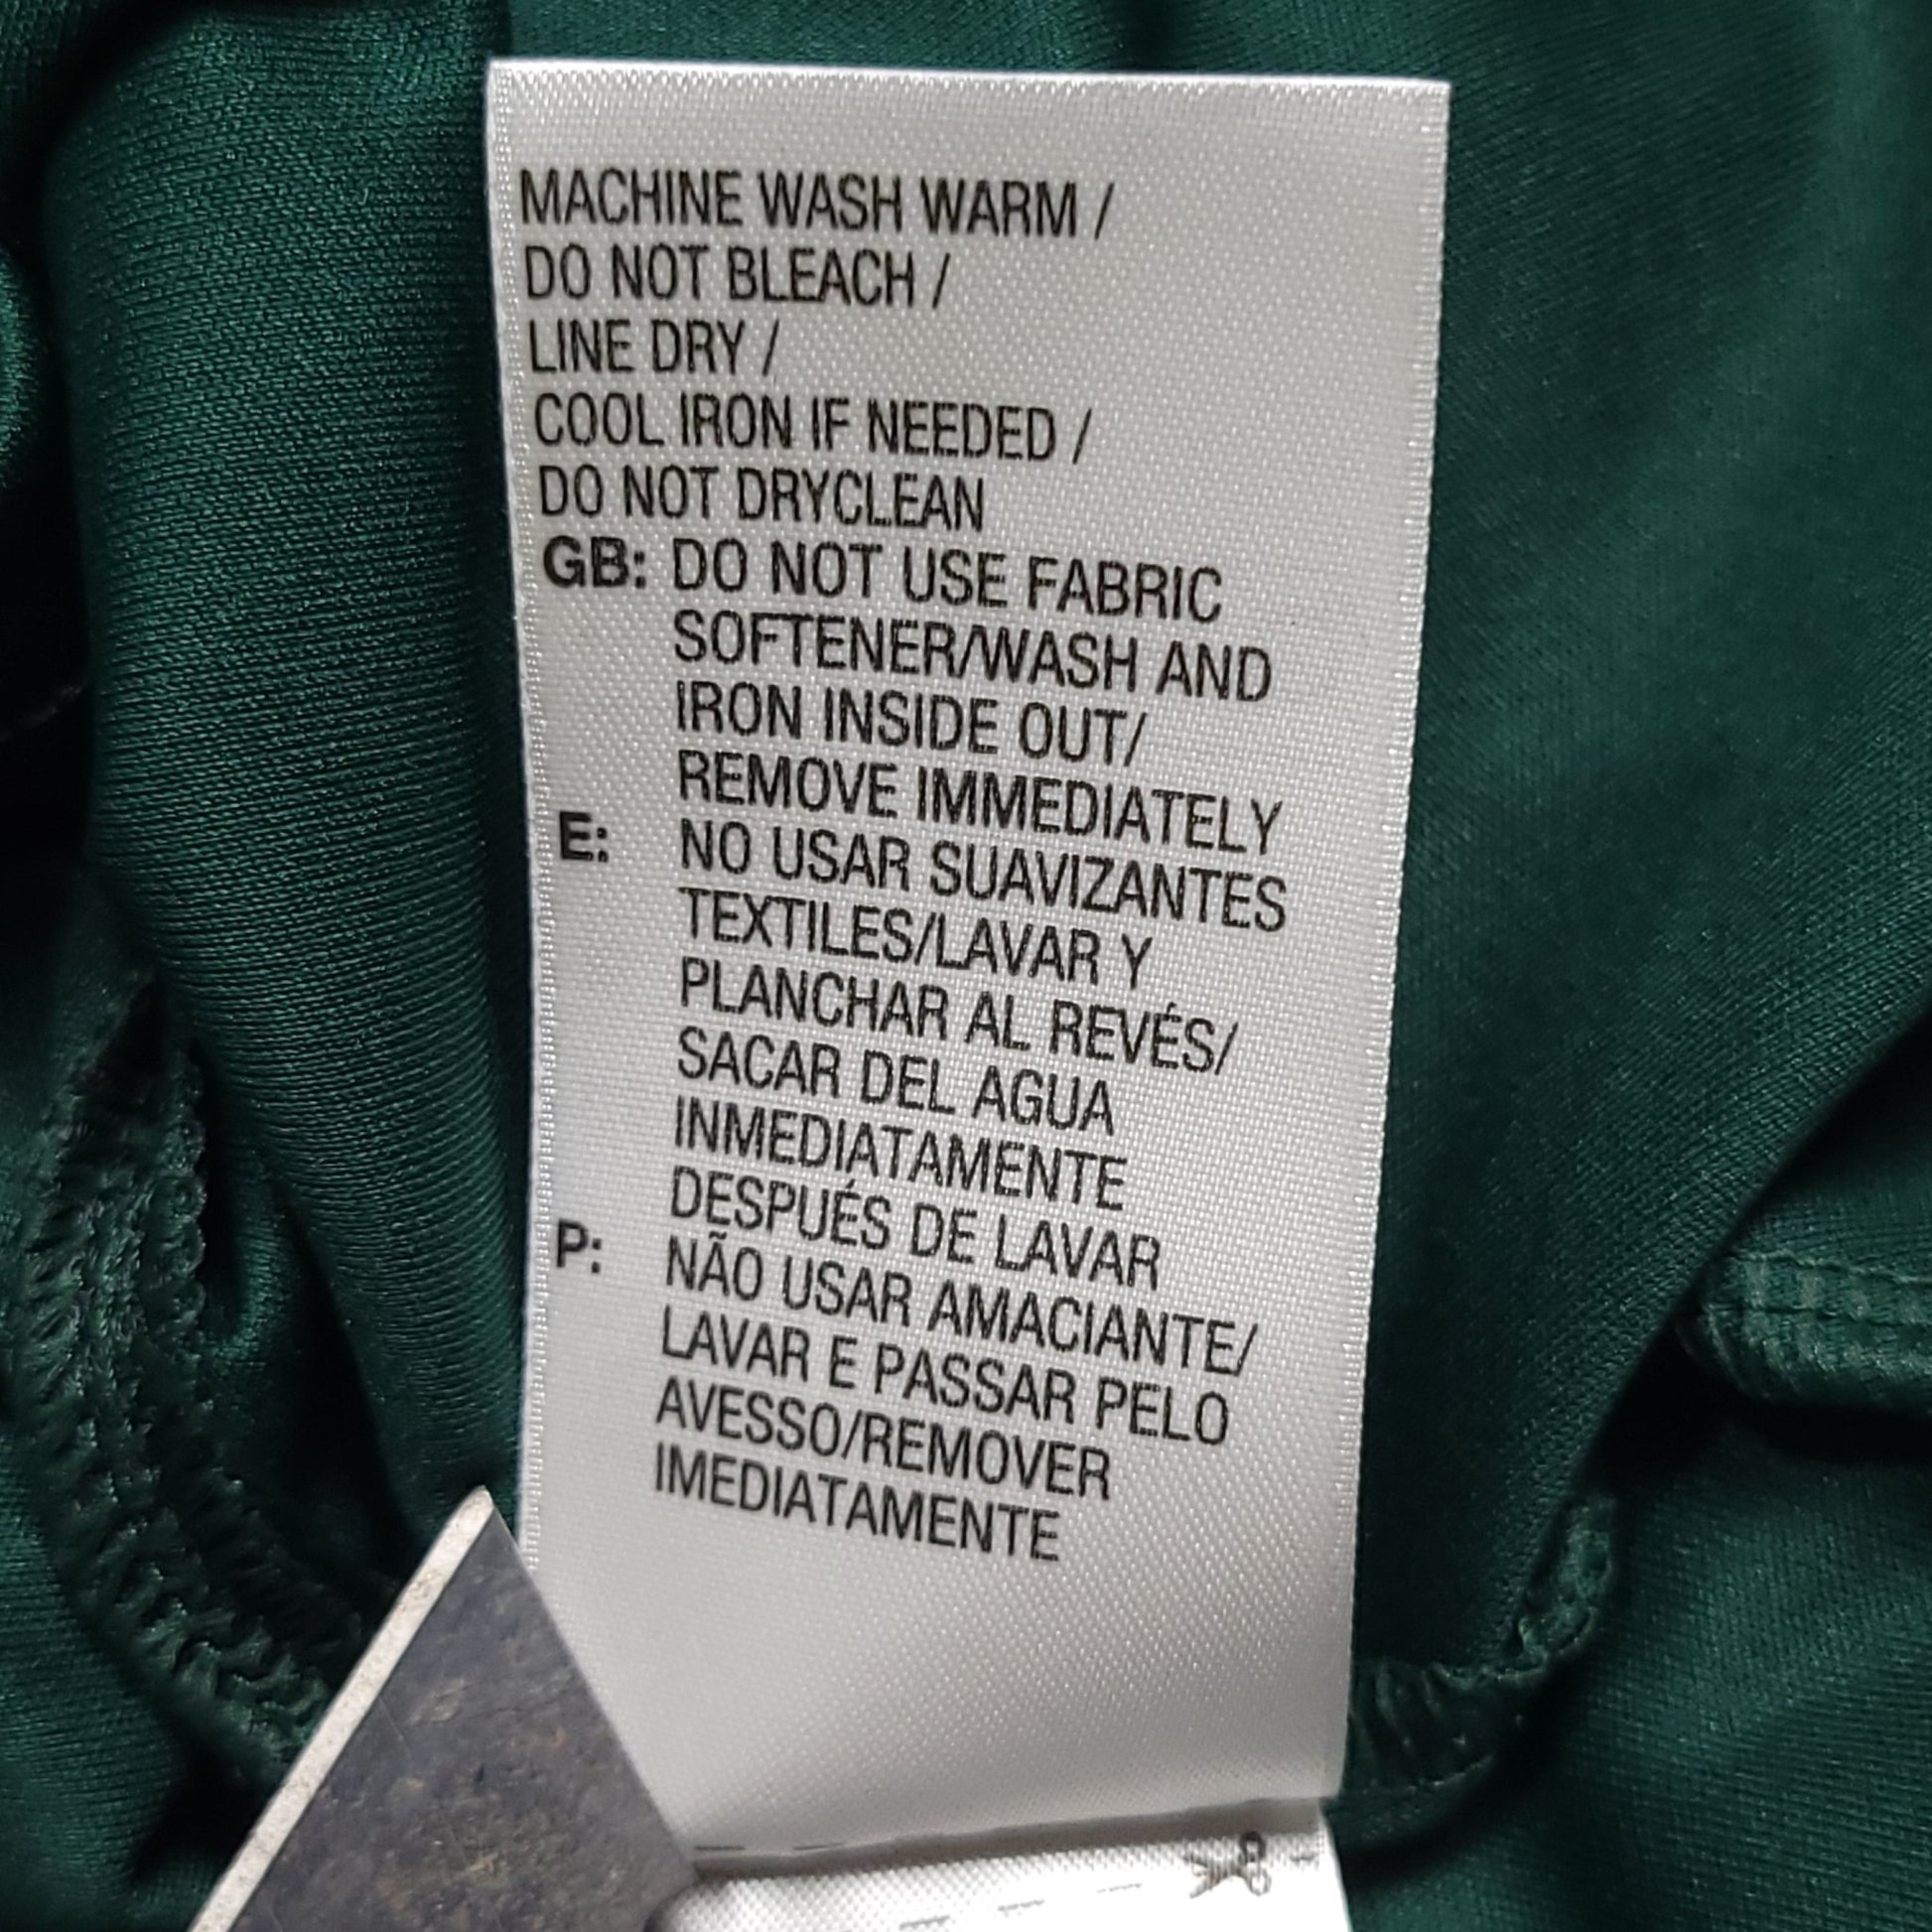 MACHINE WASH WARM /
DO NOT BLEACH /
LINE DRY /
COOL IRON IF NEEDED /
DO NOT DRYCLEAN
GB: DO NOT USE FABRIC
SOFTENER/WASH AND
IRON INSIDE OUT/
REMOVE IMMEDIATELY
E: NO USAR SUAVIZANTES
TEXTILES/LAVAR Y
PLANCHAR AL REVÉS/
SACAR DEL AGUA
INMEDIATAMENTE
DESPUÉS DE LAVAR
P: NÃO USAR AMACIANTE/
LAVAR E PASSAR PELO
AVESSO/REMOVER
IMEDIATAMENTE